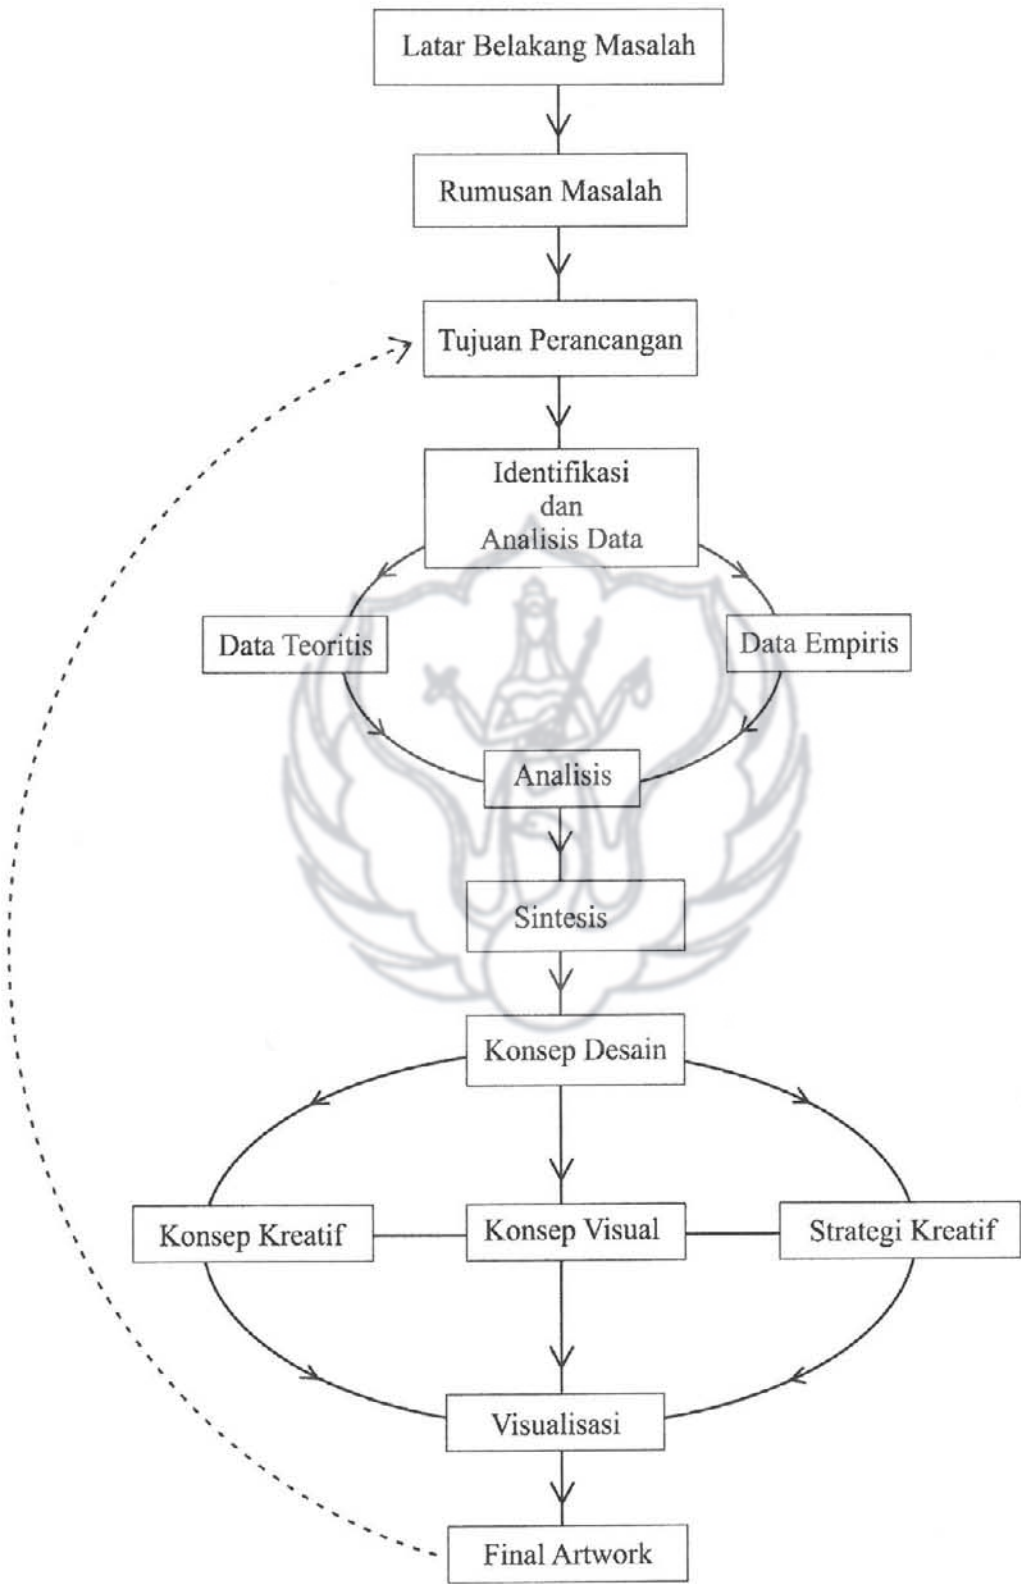 Latar Belakang Masalah
Rumusan Masalah
Tujuan Perancangan
Identifikasi
dan
Analisis Data
Data Teoritis
Data Empiris
Analisis
Sintesis
Konsep Desain
Konsep Kreatif
Konsep Visual
Strategi Kreatif
Visualisasi
Final Artwork